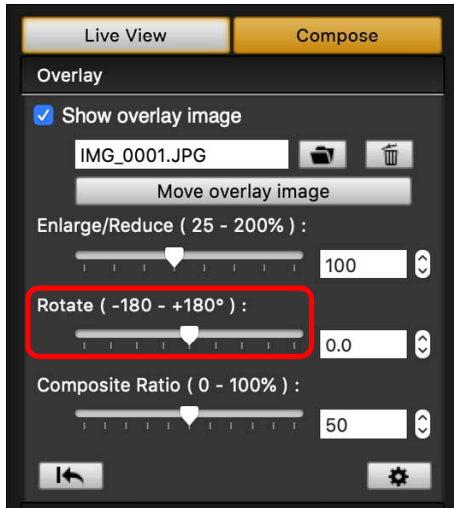 Live View Compose
Overlay
Show overlay image
IMG_0001.JPG
Move overlay image
Enlarge/Reduce ( 25 - 200% ) :
100
Rotate ( -180 - +180° ) :
0.0
Composite Ratio ( 0 - 100% ) :
50